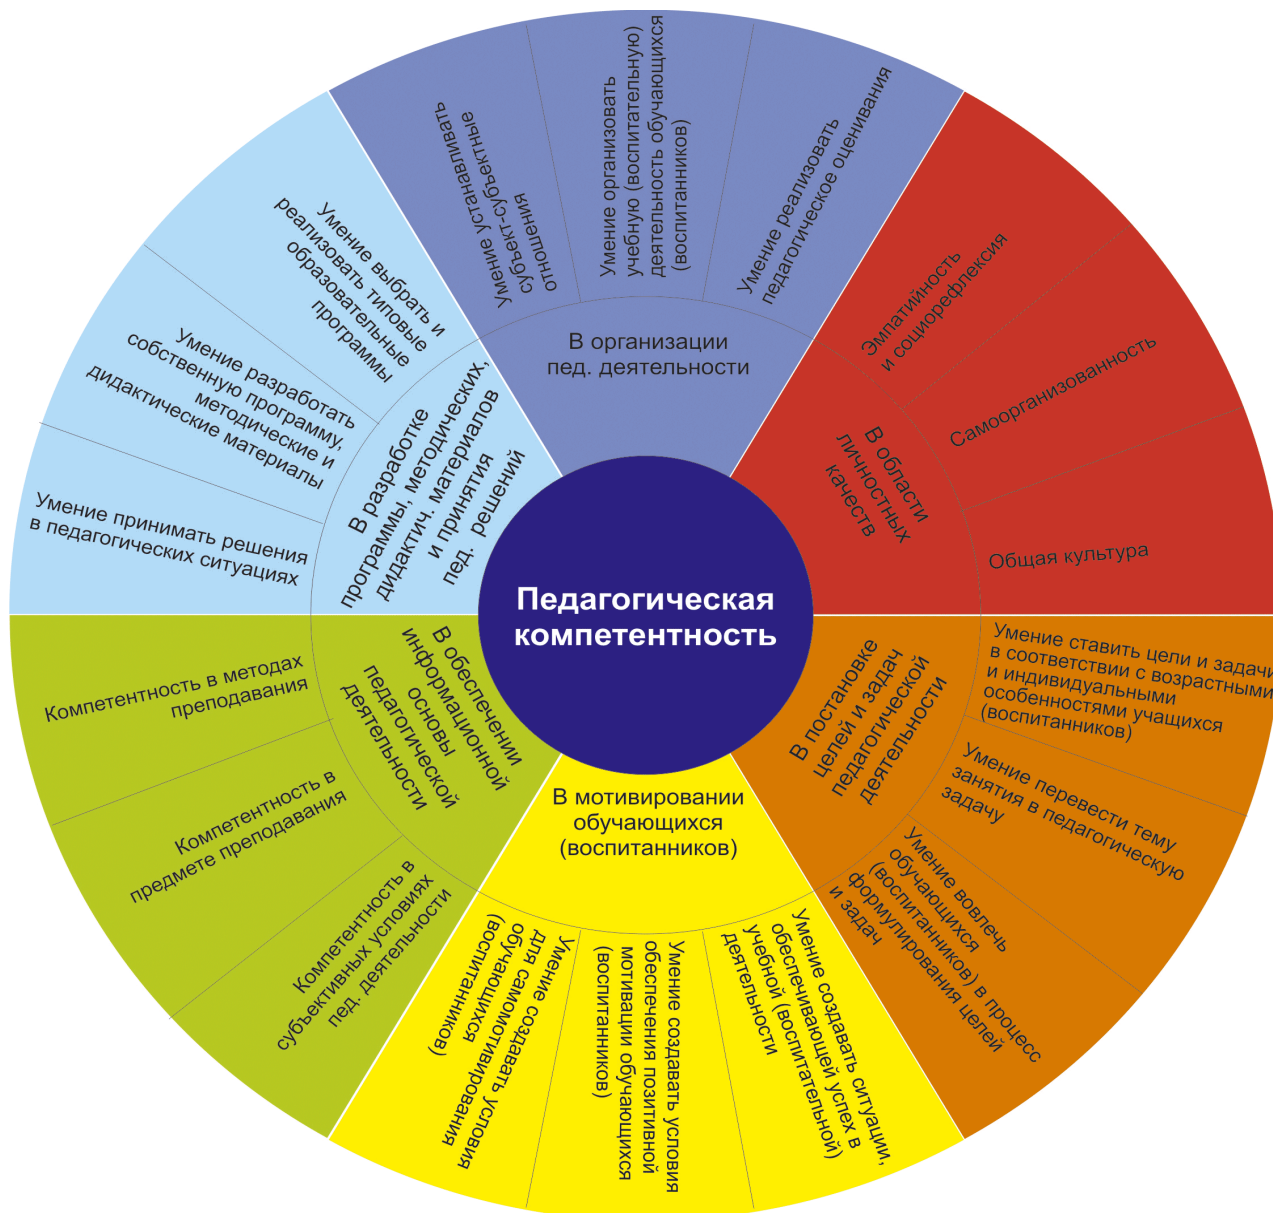 Педагогическая
компетентность
В организации
пед. деятельности
Умение устанавливать
субъект-субъектные
отношения
Умение организовать
учебную (воспитательную)
деятельность обучающихся
(воспитанников)
Умение реализовать
педагогическое оценивания
В области
личностных
качеств
Эмпатийность
и социорефлексия
Самоорганизованность
Общая культура
В постановке
целей и задач
педагогической
деятельности
Умение ставить цели и задачи
в соответствии с возрастными
и индивидуальными
особенностями учащихся
(воспитанников)
Умение перевести тему
занятия в педагогическую
задачу
Умение вовлечь
обучающихся
(воспитанников) в процесс
формулирования целей
и задач
В мотивировании
обучающихся
(воспитанников)
Умение создавать ситуации,
обеспечивающей успех в
учебной (воспитательной)
деятельности
Умение создавать условия
обеспечения позитивной
мотивации обучающихся
(воспитанников)
Умение создавать условия
для самомотивирования
обучающихся
(воспитанников)
В обеспечении
информационной
основы
педагогической
деятельности
Компетентность в
субъективных условиях
пед. деятельности
Компетентность в
предмете преподавания
Компетентность в методах
преподавания
В разработке
программы, методических,
дидактич. материалов
и принятия
пед. решений
Умение принимать решения
в педагогических ситуациях
Умение разработать
собственную программу,
методические и
дидактические материалы
Умение выбрать и
реализовать типовые
образовательные
программы